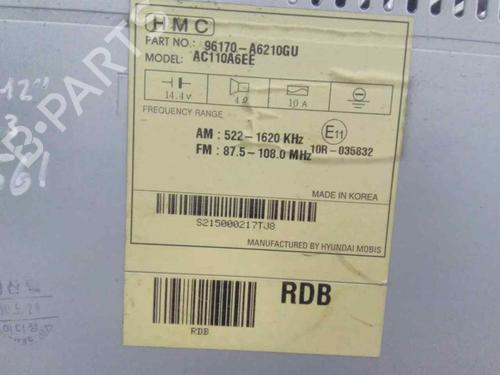 HMC
PART NO.: 96170-A6210GU
MODEL: AC110A6EE
14.4v 4Ω 10A
FREQUENCY RANGE
AM : 522-1620 KHz
FM : 87.5-108.0 MHz
E11
10R-035832
MADE IN KOREA
S215000217TJ8
MANUFACTURED BY HYUNDAI MOBIS
RDB
RDB